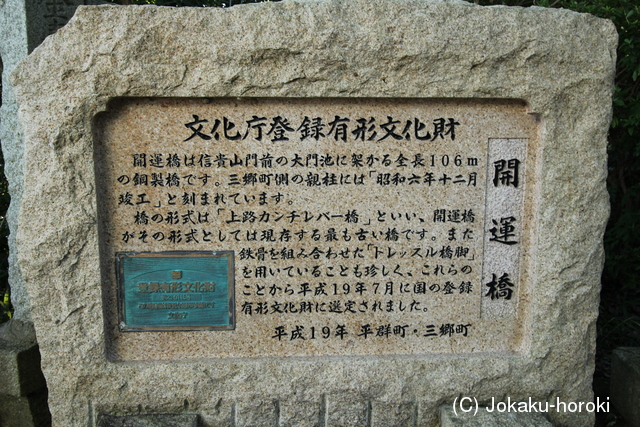 文化庁登録有形文化財
開運橋
開運橋は信貴山門前の大門池に架かる全長106m
の鋼製橋です。三郷町側の親柱には「昭和六年十二月
竣工」と刻まれています。
橋の形式は「上路カンチレバー橋」といい、開運橋
がその形式としては現存する最も古い橋です。また
鉄骨を組み合わせた「トレッスル橋脚」
を用いていることも珍しく、これらの
ことから平成19年7月に国の登録
有形文化財に選定されました。
平成19年 平群町・三郷町
登録有形文化財
(C) Jokaku-horoki